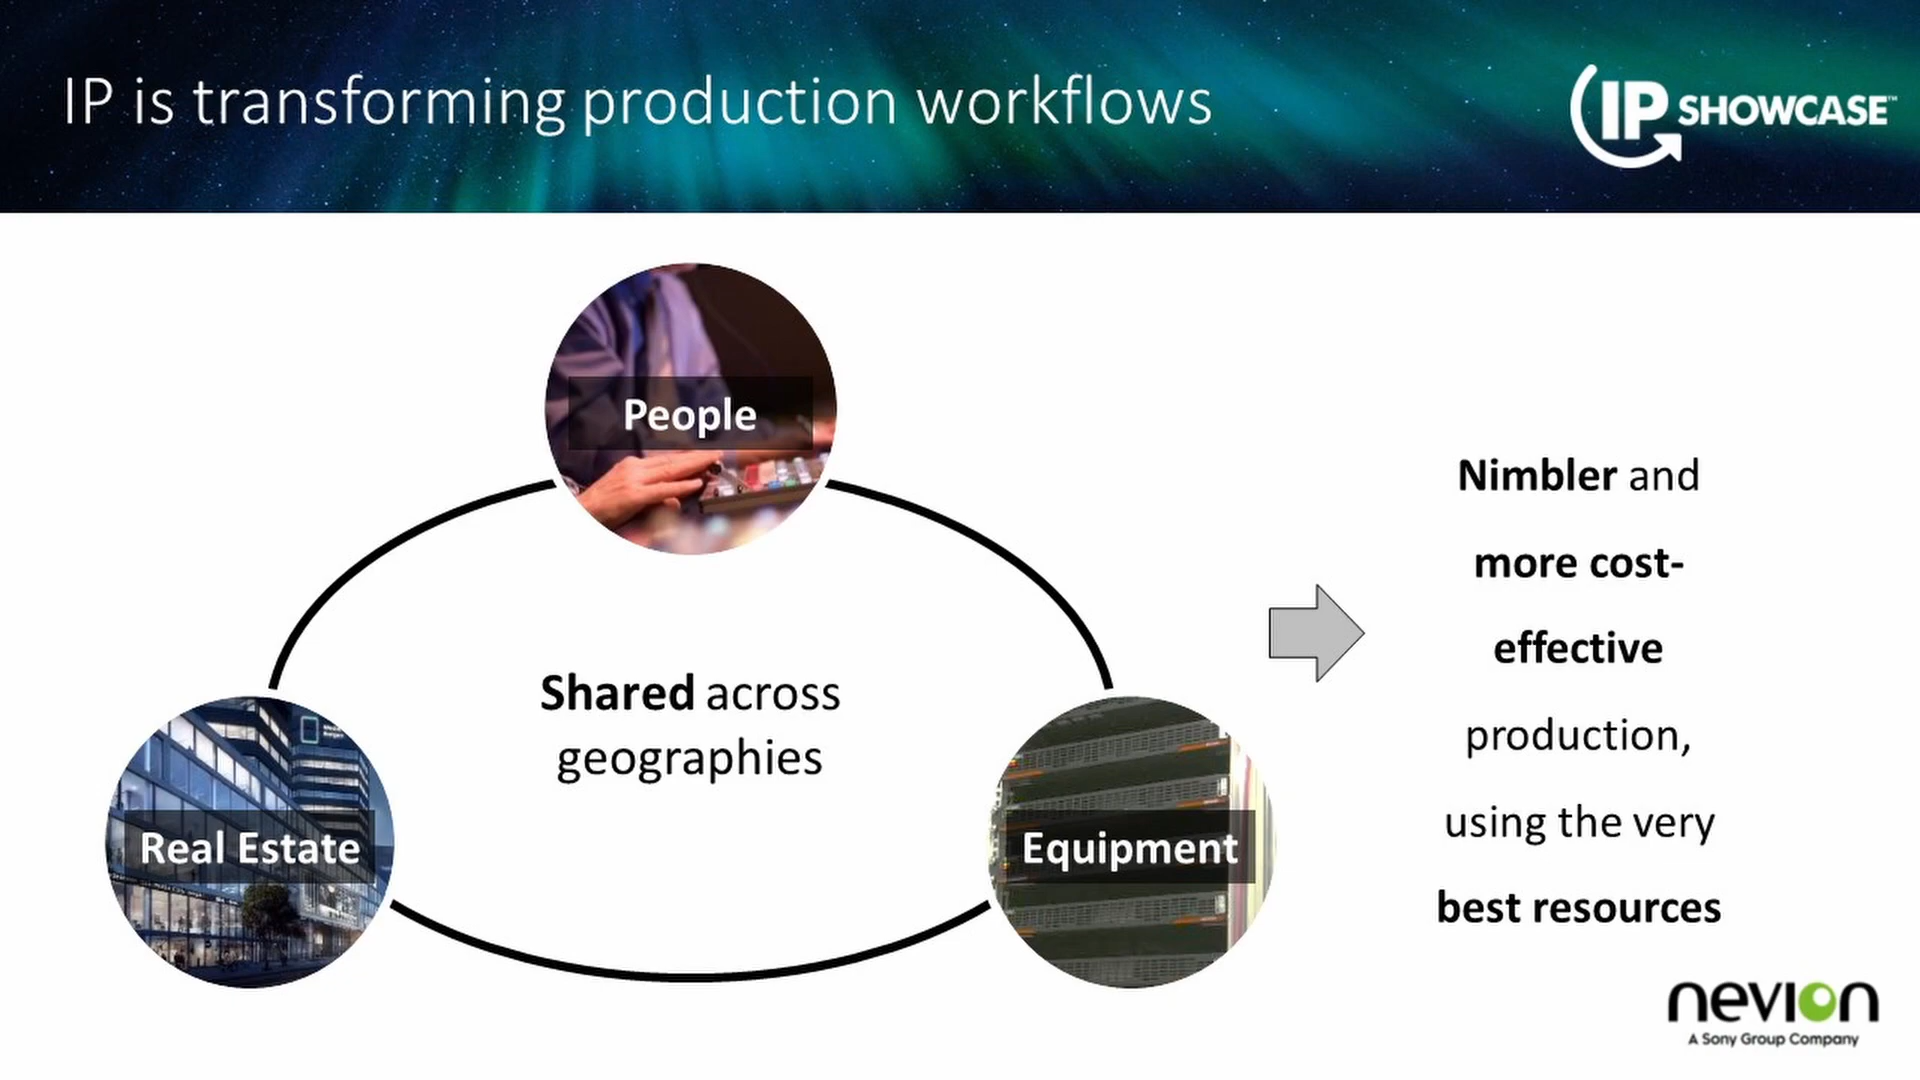 IP is transforming production workflows
IP SHOWCASE™
People
Nimbler and
more cost-
effective
production,
using the very
best resources
Shared across
geographies
Real Estate
Equipment
nevion
A Sony Group Company